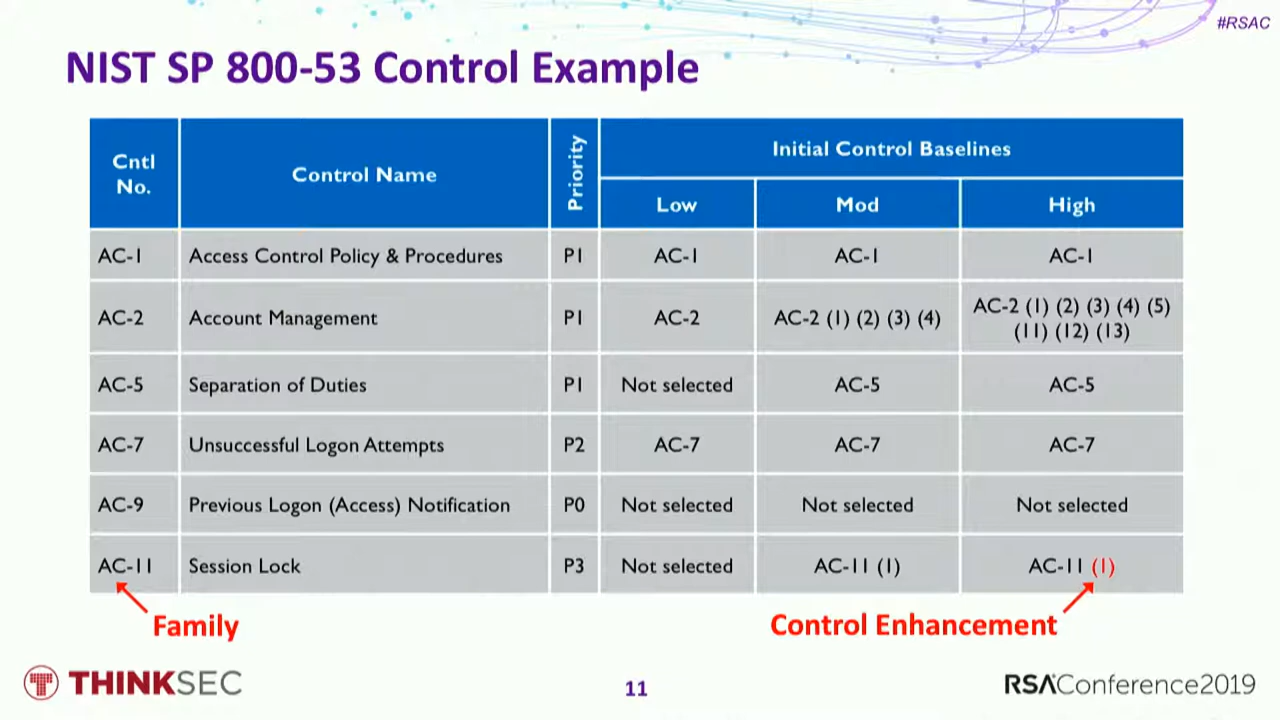 #RSAC
NIST SP 800-53 Control Example
Cntl No.
Control Name
Priority
Initial Control Baselines
Low
Mod
High
AC-1 Access Control Policy & Procedures P1 AC-1 AC-1 AC-1
AC-2 Account Management P1 AC-2 AC-2 (1) (2) (3) (4) AC-2 (1) (2) (3) (4) (5) (11) (12) (13)
AC-5 Separation of Duties P1 Not selected AC-5 AC-5
AC-7 Unsuccessful Logon Attempts P2 AC-7 AC-7 AC-7
AC-9 Previous Logon (Access) Notification P0 Not selected Not selected Not selected
AC-11 Session Lock P3 Not selected AC-11 (1) AC-11 (1)
Family
Control Enhancement
THINKSEC
11
RSAConference2019